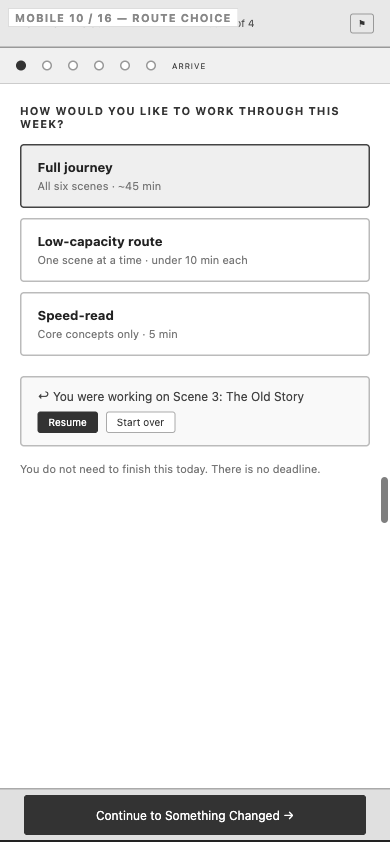 MOBILE 10 / 16 — ROUTE CHOICE
of 4
ARRIVE
HOW WOULD YOU LIKE TO WORK THROUGH THIS
WEEK?
Full journey
All six scenes · ~45 min
Low-capacity route
One scene at a time · under 10 min each
Speed-read
Core concepts only · 5 min
↩ You were working on Scene 3: The Old Story
Resume
Start over
You do not need to finish this today. There is no deadline.
Continue to Something Changed →